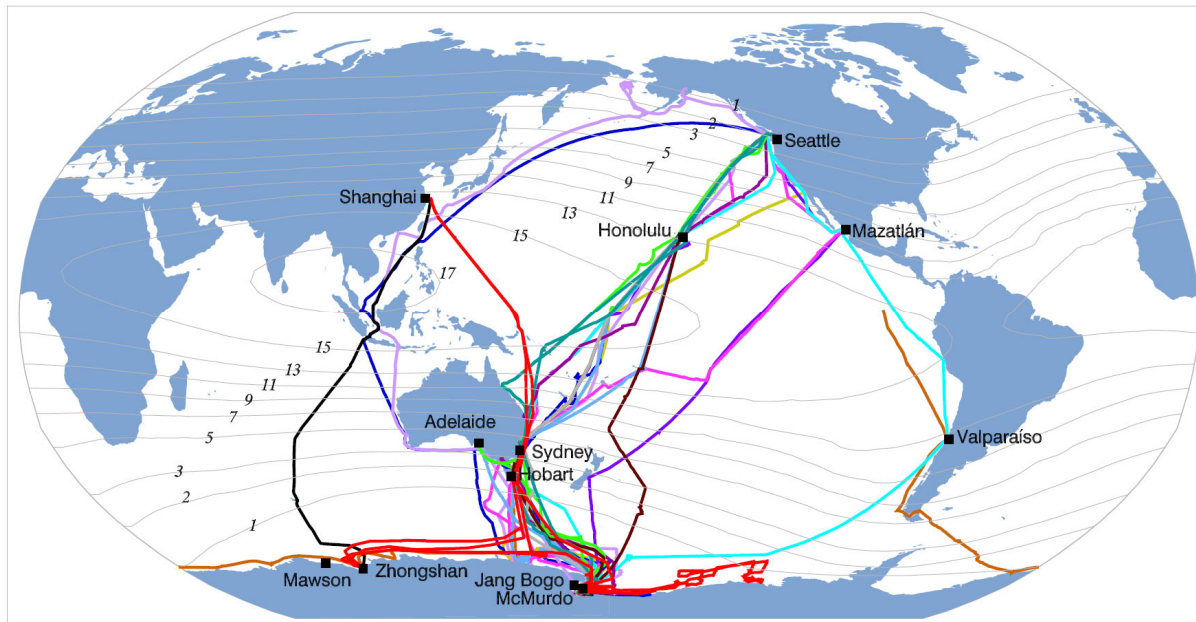 1
2
Seattle
3
5
7
Shanghai
9
11
13
Honolulu
Mazatlán
15
17
15
13
11
9
7
Adelaide
5
Valparaíso
Sydney
3
Hobart
2
1
Zhongshan
Mawson
Jang Bogo
McMurdo